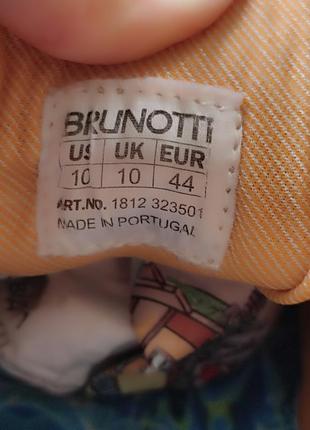 BRUNOTTI
US UK EUR
10 10 44
ART.NO. 1812 323501
MADE IN PORTUGAL